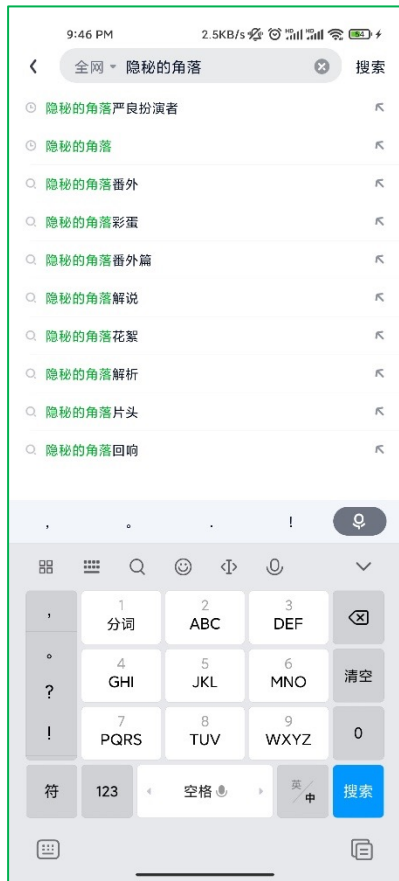 9:46 PM 2.5KB/s HD HD 54
全网 隐秘的角落 搜索
隐秘的角落严良扮演者
隐秘的角落
隐秘的角落番外
隐秘的角落彩蛋
隐秘的角落番外篇
隐秘的角落解说
隐秘的角落花絮
隐秘的角落解析
隐秘的角落片头
隐秘的角落回响
, 。 . !
, 1 2 3
分词 ABC DEF
。 4 5 6
? GHI JKL MNO 清空
! 7 8 9 0
PQRS TUV WXYZ
符 123 空格 英/中 搜索